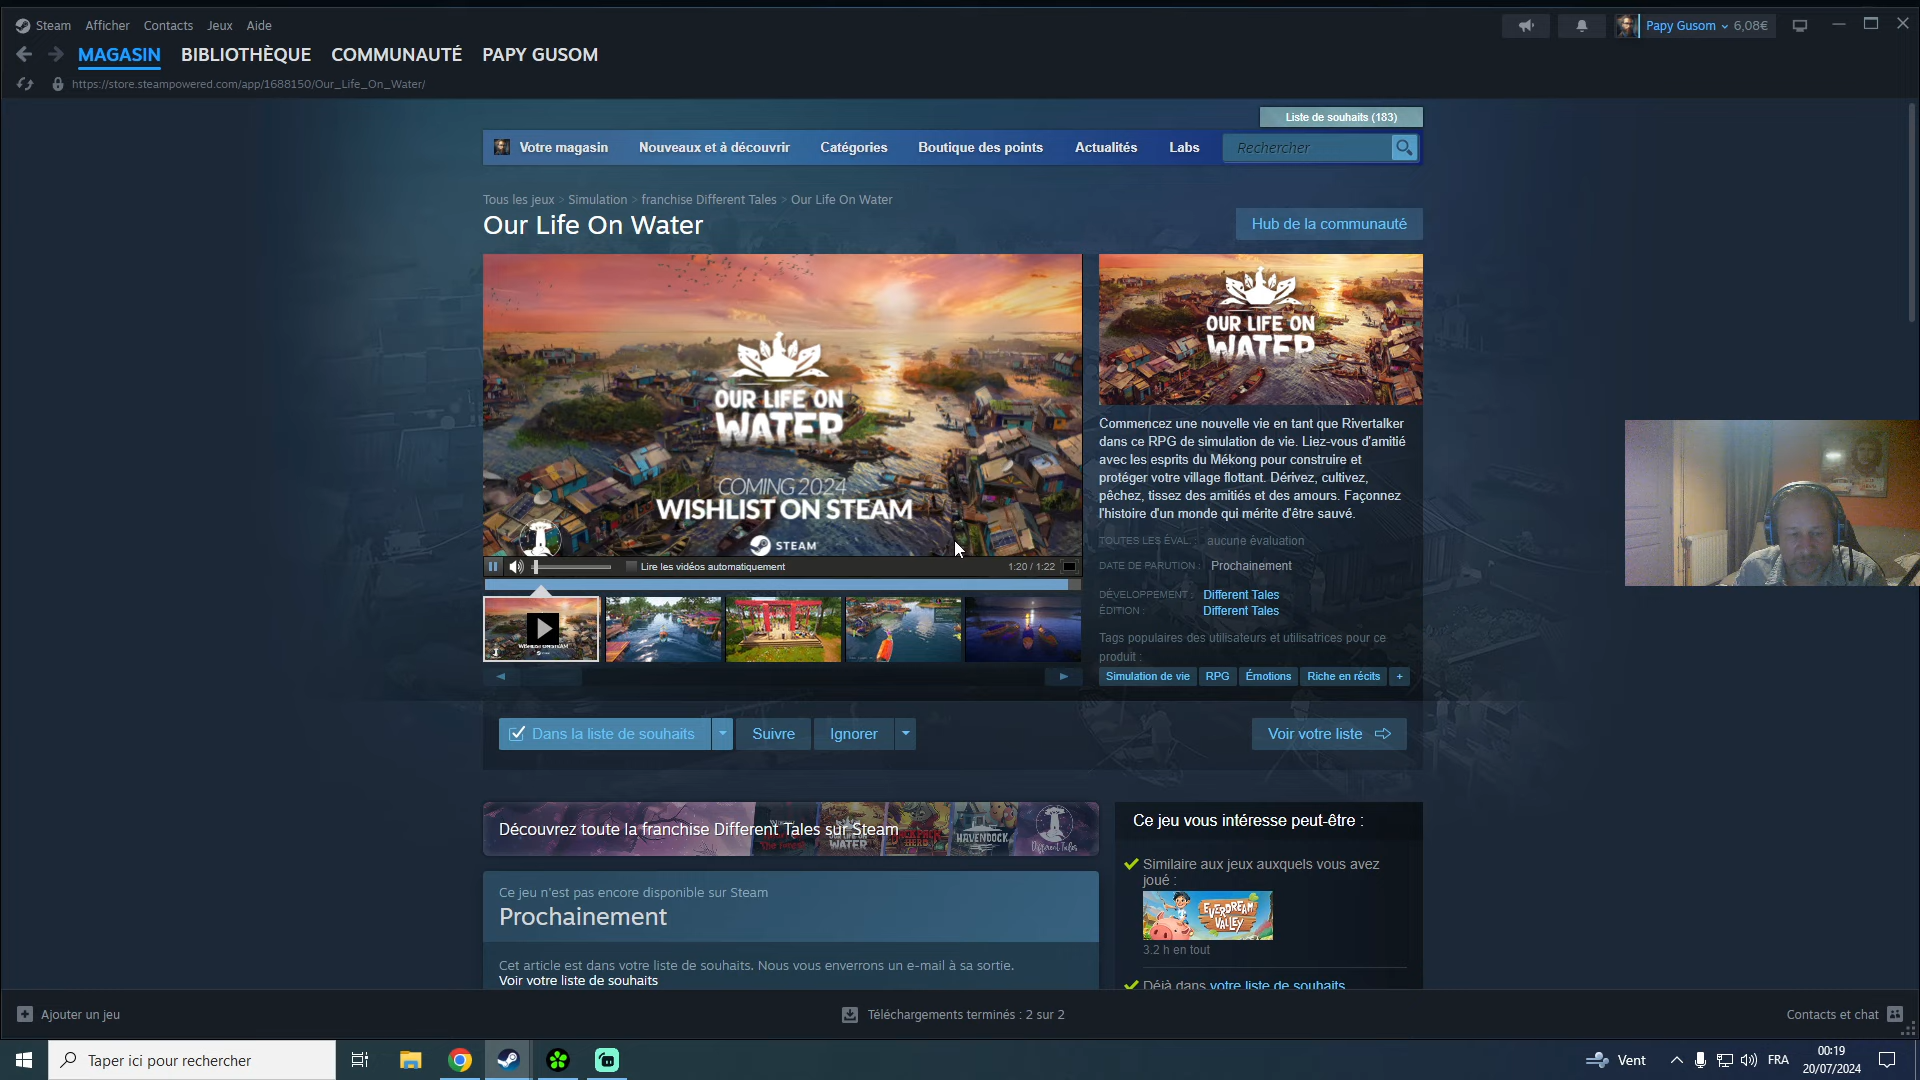 Steam Afficher Contacts Jeux Aide
Papy Gusom 6,08€
MAGASIN BIBLIOTHÈQUE COMMUNAUTÉ PAPY GUSOM
https://store.steampowered.com/app/1688150/Our_Life_On_Water/
Liste de souhaits (183)
Votre magasin Nouveaux et à découvrir Catégories Boutique des points Actualités Labs Rechercher
Tous les jeux > Simulation > franchise Different Tales > Our Life On Water
Our Life On Water
Hub de la communauté
OUR LIFE ON
WATER
COMING 2024
WISHLIST ON STEAM
STEAM
Lire les vidéos automatiquement 1:20 / 1:22
OUR LIFE ON
WATER
Commencez une nouvelle vie en tant que Rivertalker
dans ce RPG de simulation de vie. Liez-vous d'amitié
avec les esprits du Mékong pour construire et
protéger votre village flottant. Dérivez, cultivez,
pêchez, tissez des amitiés et des amours. Façonnez
l'histoire d'un monde qui mérite d'être sauvé.
TOUTES LES ÉVAL. : aucune évaluation
DATE DE PARUTION : Prochainement
DÉVELOPPEMENT : Different Tales
ÉDITION : Different Tales
Tags populaires des utilisateurs et utilisatrices pour ce
produit :
Simulation de vie RPG Émotions Riche en récits +
Dans la liste de souhaits Suivre Ignorer Voir votre liste
Découvrez toute la franchise Different Tales sur Steam
HAVENDOCK
Different Tales
Ce jeu n'est pas encore disponible sur Steam
Prochainement
Cet article est dans votre liste de souhaits. Nous vous enverrons un e-mail à sa sortie.
Voir votre liste de souhaits
Ce jeu vous intéresse peut-être :
Similaire aux jeux auxquels vous avez
joué :
EVERDREAM
VALLEY
3.2 h en tout
Déjà dans votre liste de souhaits
Ajouter un jeu
Téléchargements terminés : 2 sur 2
Contacts et chat
Taper ici pour rechercher
Vent
FRA
00:19
20/07/2024